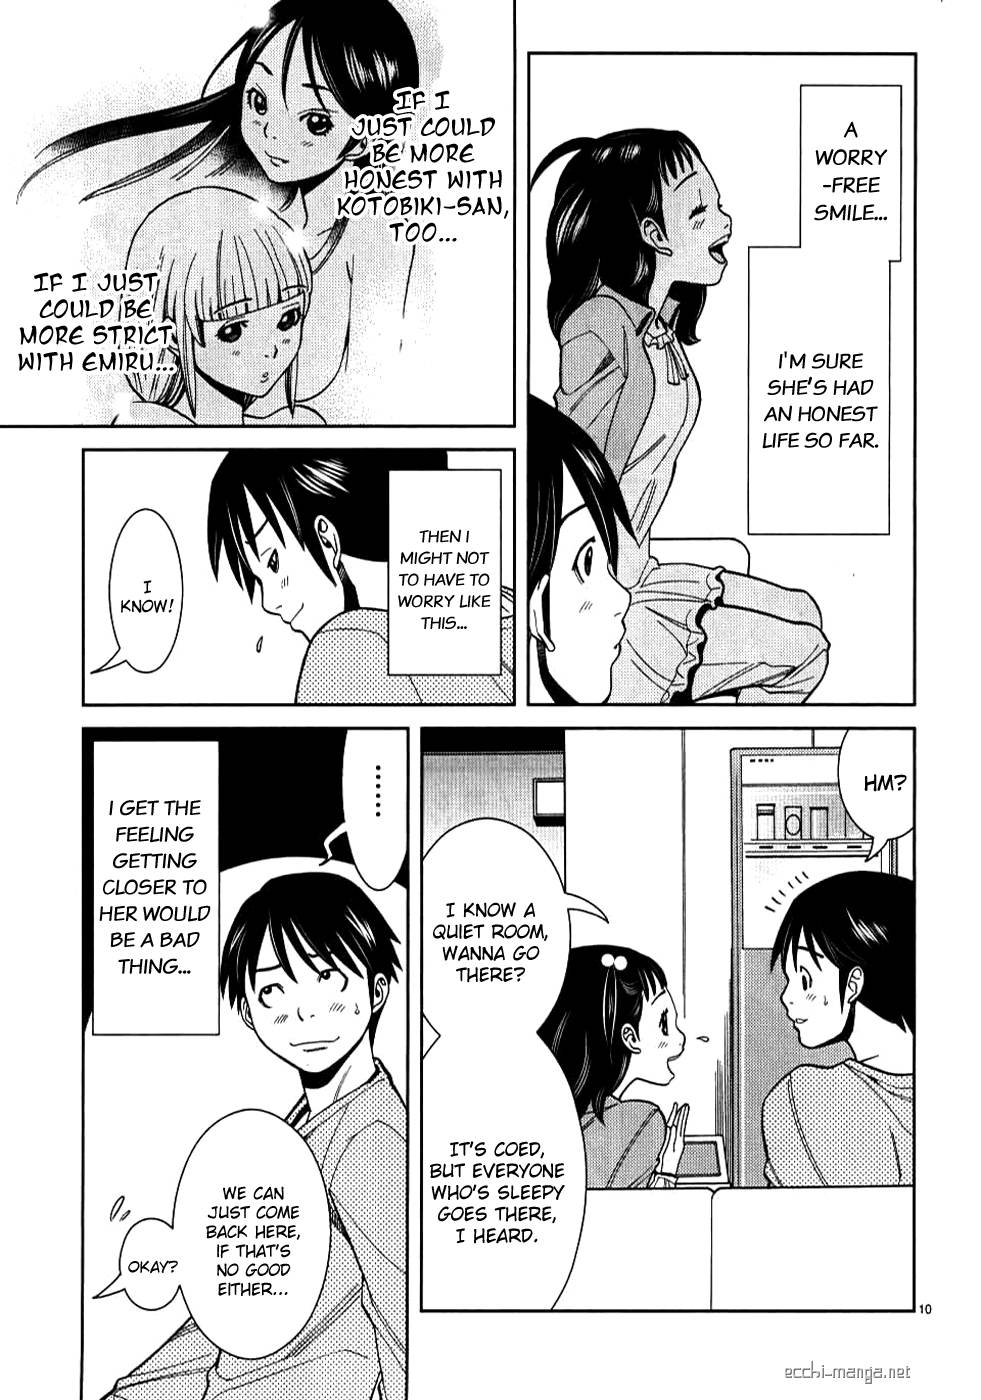 A
WORRY
-FREE
SMILE...
I'M SURE
SHE'S HAD
AN HONEST
LIFE SO FAR.
IF I
JUST COULD
BE MORE
HONEST WITH
KOTOBIKI-SAN,
TOO...
IF I JUST
COULD BE
MORE STRICT
WITH EMIRU...
THEN I
MIGHT NOT
TO HAVE TO
WORRY LIKE
THIS...
I
KNOW!
HM?
I KNOW A
QUIET ROOM,
WANNA GO
THERE?
IT'S COED,
BUT EVERYONE
WHO'S SLEEPY
GOES THERE,
I HEARD.
......
I GET THE
FEELING
GETTING
CLOSER TO
HER WOULD
BE A BAD
THING...
WE CAN
JUST COME
BACK HERE,
IF THAT'S
NO GOOD
EITHER...
OKAY?
10
ecchi-manga.net